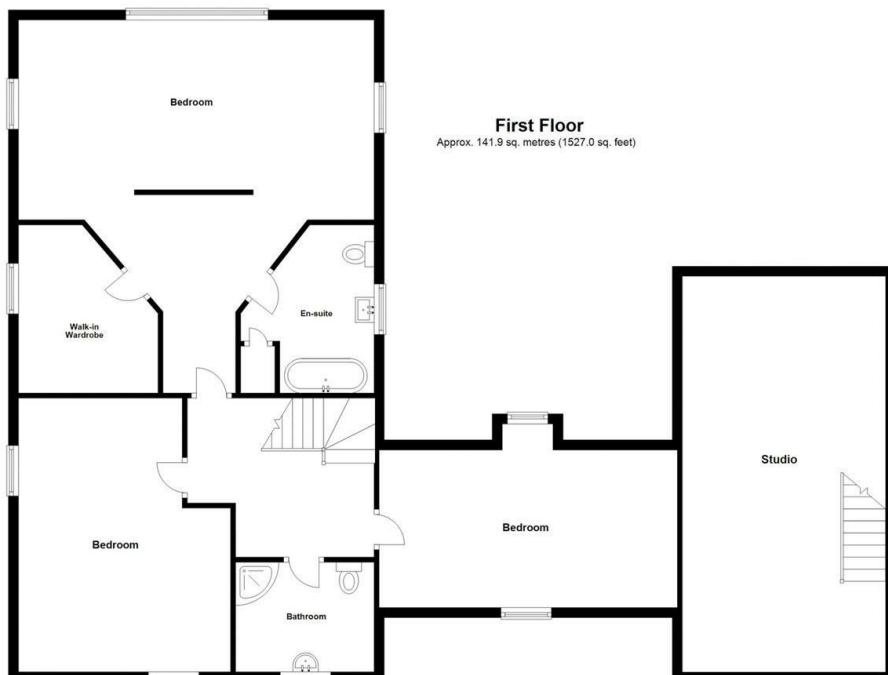 Bedroom
First Floor
Approx. 141.9 sq. metres (1527.0 sq. feet)
En-suite
Walk-in
Wardrobe
Studio
Bedroom
Bedroom
Bathroom